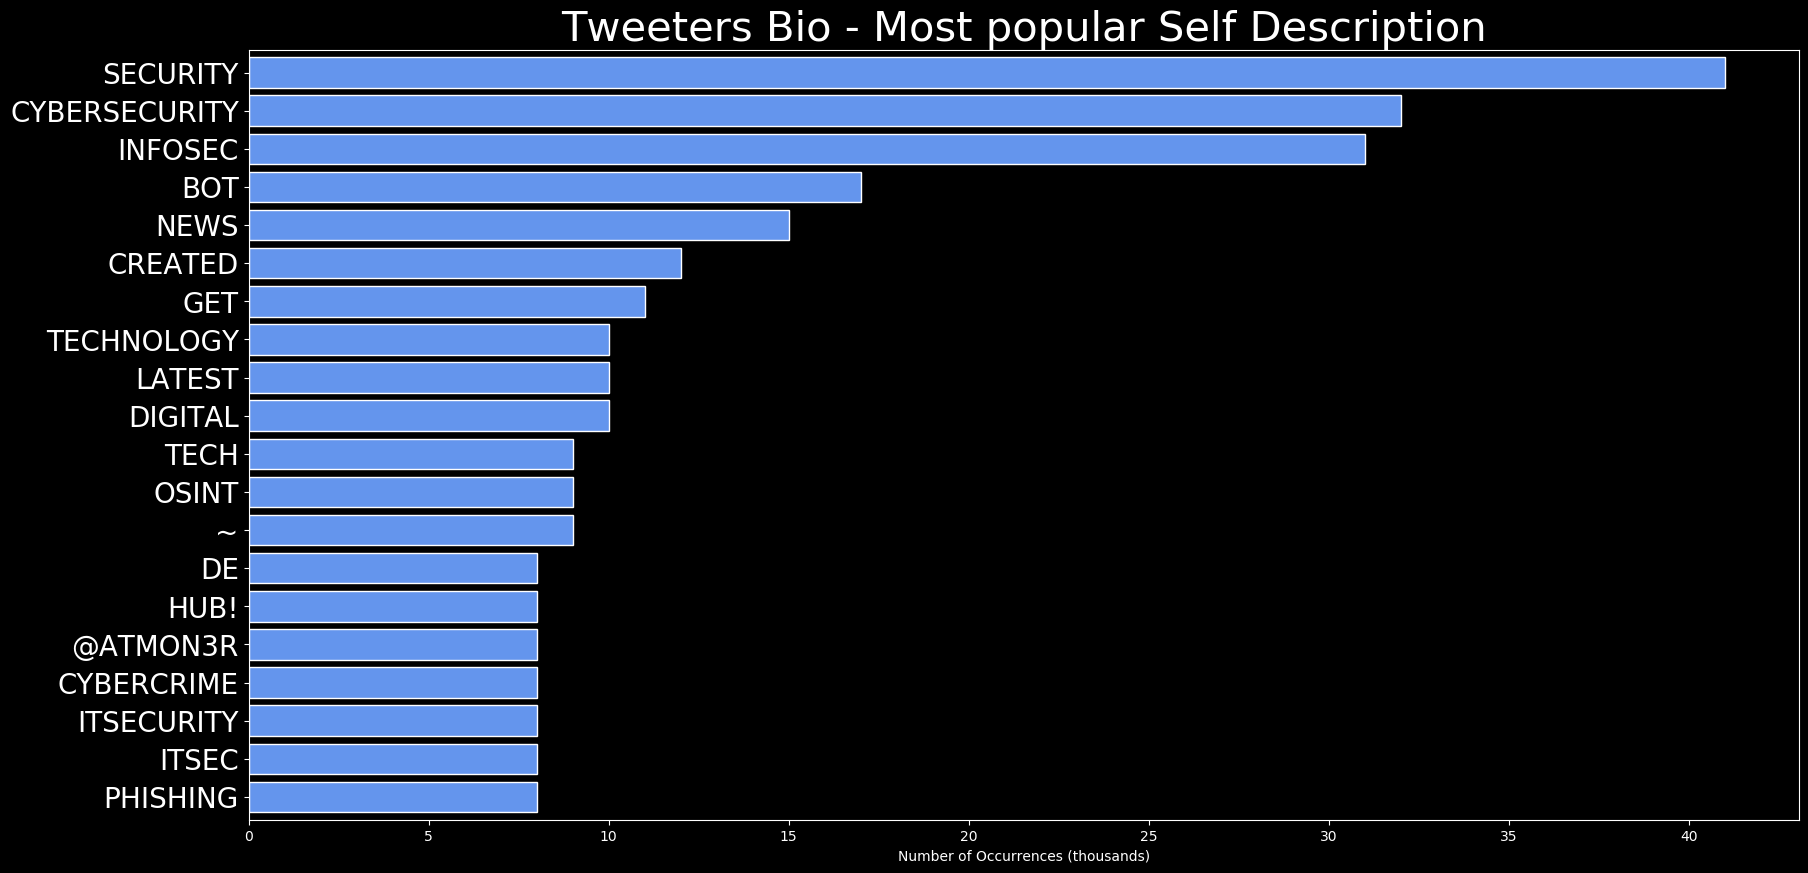 Tweeters Bio - Most popular Self Description
SECURITY
CYBERSECURITY
INFOSEC
BOT
NEWS
CREATED
GET
TECHNOLOGY
LATEST
DIGITAL
TECH
OSINT
~
DE
HUB!
@ATMON3R
CYBERCRIME
ITSECURITY
ITSEC
PHISHING
0 5 10 15 20 25 30 35 40
Number of Occurrences (thousands)